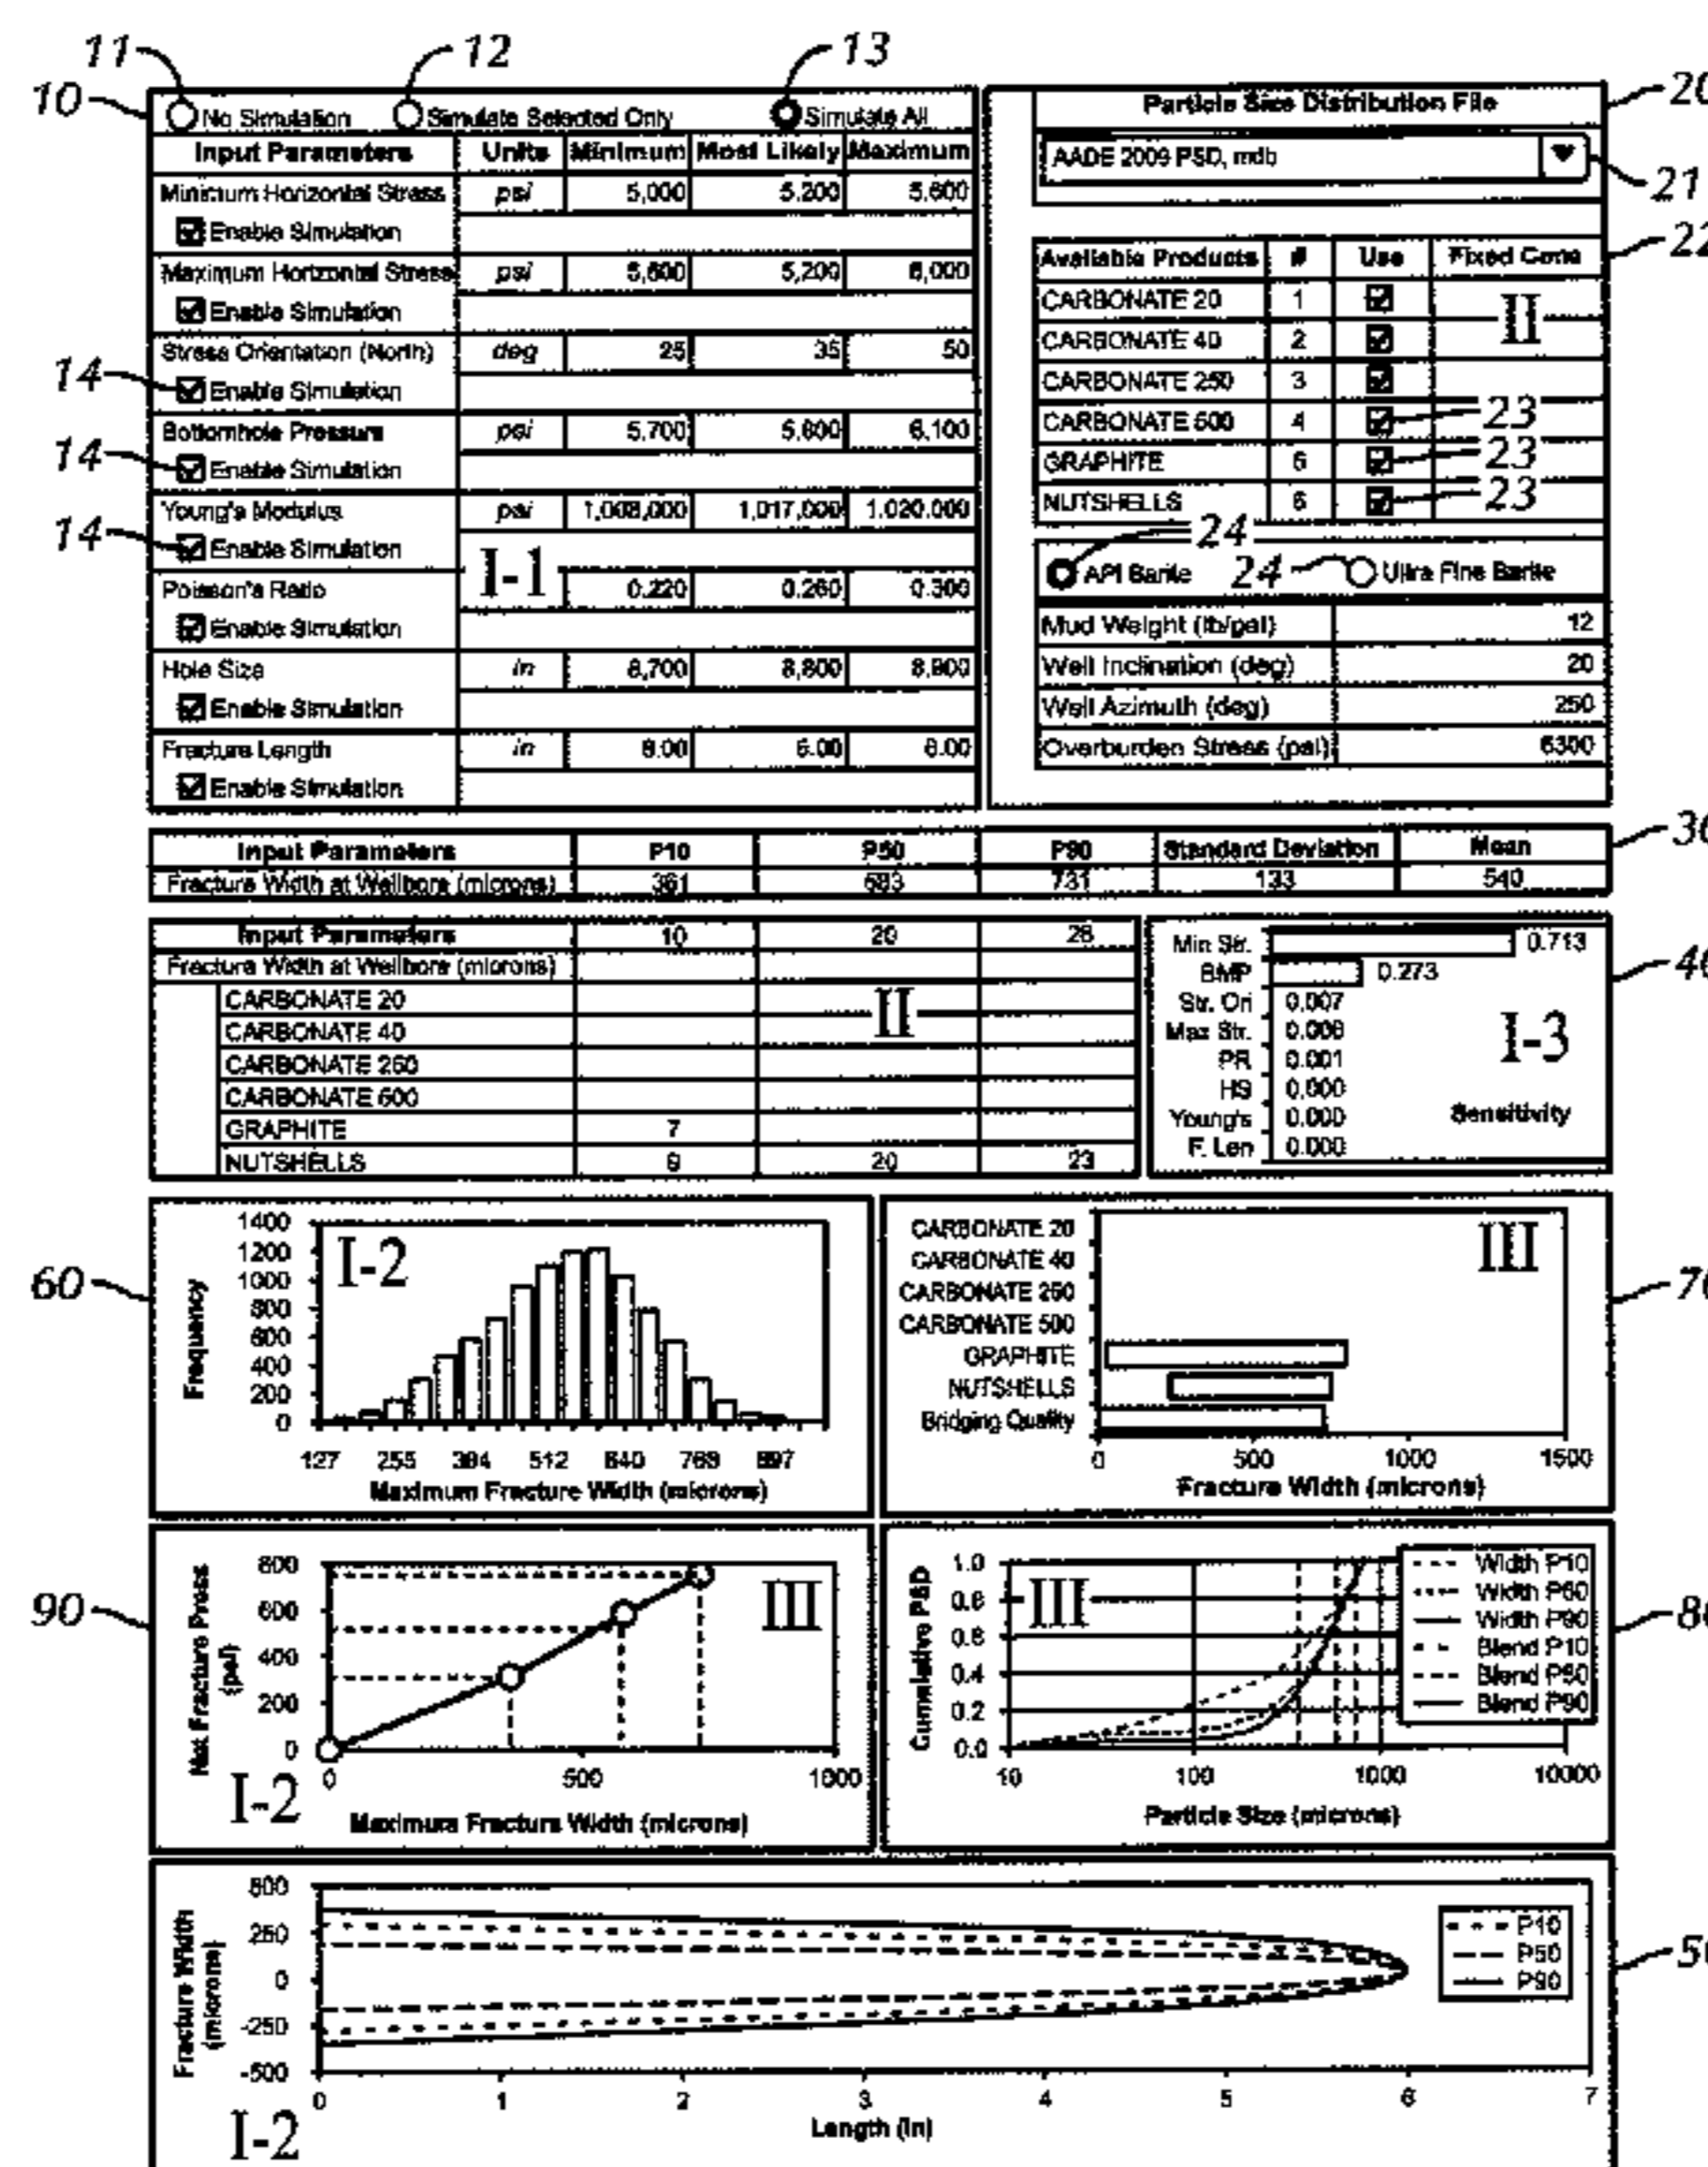 11
12
13
10
No Simulation Simulate Selected Only Simulate All
Input Parameters Units Minimum Most Likely Maximum
Minimum Horizontal Stress psi 5,000 5,200 5,600
Enable Simulation
Maximum Horizontal Stress psi 5,200 6,000
Enable Simulation
Stress Orientation (North) deg 25 35 50
14 Enable Simulation
Bottomhole Pressure psi 5,700 6,100
14 Enable Simulation
Young's Modulus psi 1,008,000 1,017,000 1,020,000
14 Enable Simulation
I-1
Poisson's Ratio 0.220 0.260 0.300
Enable Simulation
Hole Size in 8,800 8,900
Enable Simulation
Fracture Length in 6.00
Enable Simulation
Particle Size Distribution File
AADE 2009 PSD, mdb
21
Available Products # Use Fixed Conc
CARBONATE 20 1
II
CARBONATE 40 2
CARBONATE 250 3
CARBONATE 500 4 23
GRAPHITE 5 23
NUTSHELLS 6 23
24
API Barite 24 Ultra Fine Barite
Mud Weight (lb/gal) 12
Well Inclination (deg) 20
Well Azimuth (deg) 250
Overburden Stress (psi) 6300
Input Parameters P10 P50 P90 Standard Deviation Mean
Fracture Width at Wellbore (microns) 361 731 133 540
Input Parameters 10 20 26
Fracture Width at Wellbore (microns)
CARBONATE 20
II
CARBONATE 40
CARBONATE 250
CARBONATE 500
GRAPHITE 7
NUTSHELLS 9 20 23
Min Str. 0.713
BMP 0.273
Str. Ori 0.007
Max Str. 0.006
PR 0.001
HS 0.000
Young's 0.000
F. Len 0.000
I-3
Sensitivity
60
I-2
Frequency
1400
1200
1000
800
600
400
200
0
127 255 384 512 640 769 897
Maximum Fracture Width (microns)
III
CARBONATE 20
CARBONATE 40
CARBONATE 250
CARBONATE 500
GRAPHITE
NUTSHELLS
Bridging Quality
0 500 1000 1500
Fracture Width (microns)
90
III
Net Fracture Press (psi)
800
600
400
200
0
0 500 1000
I-2
Maximum Fracture Width (microns)
III
Cumulative PSD
1.0
0.8
0.6
0.4
0.2
0.0
10 100 1000 10000
Particle Size (microns)
Width P10
Width P50
Width P90
Blend P10
Blend P50
Blend P90
Fracture Width (microns)
500
250
0
-250
-500
0 1 2 3 4 5 6 7
Length (in)
P10
P50
P90
I-2